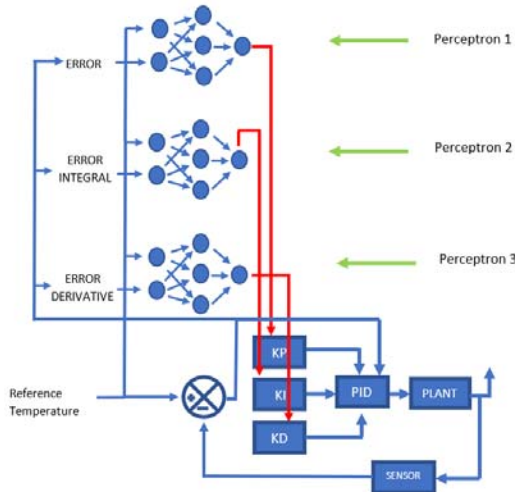 Perceptron 1
ERROR
Perceptron 2
ERROR
INTEGRAL
Perceptron 3
ERROR
DERIVATIVE
KP
Reference
Temperature
KI
PID
PLANT
KD
SENSOR